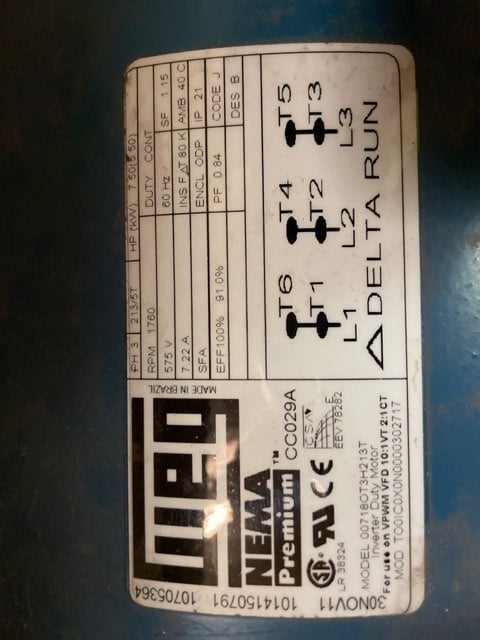 30NOV11 1014150791 10705364
WEG
MADE IN BRAZIL
NEMA
Premium™ CC029A
CSA
EEV 78282
LR 38324
MODEL 00718OT3H213T
Inverter Duty Motor
For use on VPWM VFD 10:1VT 2:1CT
MOD TO0IC0X0N0000302717
PH 3 213/5T HP (kW) 7.50(5.50)
RPM 1760 DUTY CONT
575 V 60 Hz SF 1.15
7.22 A INS F ΔT 80 K AMB 40 C
SFA ENCL ODP IP 21
EFF100% 91.0% PF 0.84 CODE J
DES B
T6 T4 T5
T1 T2 T3
L1 L2 L3
Δ DELTA RUN